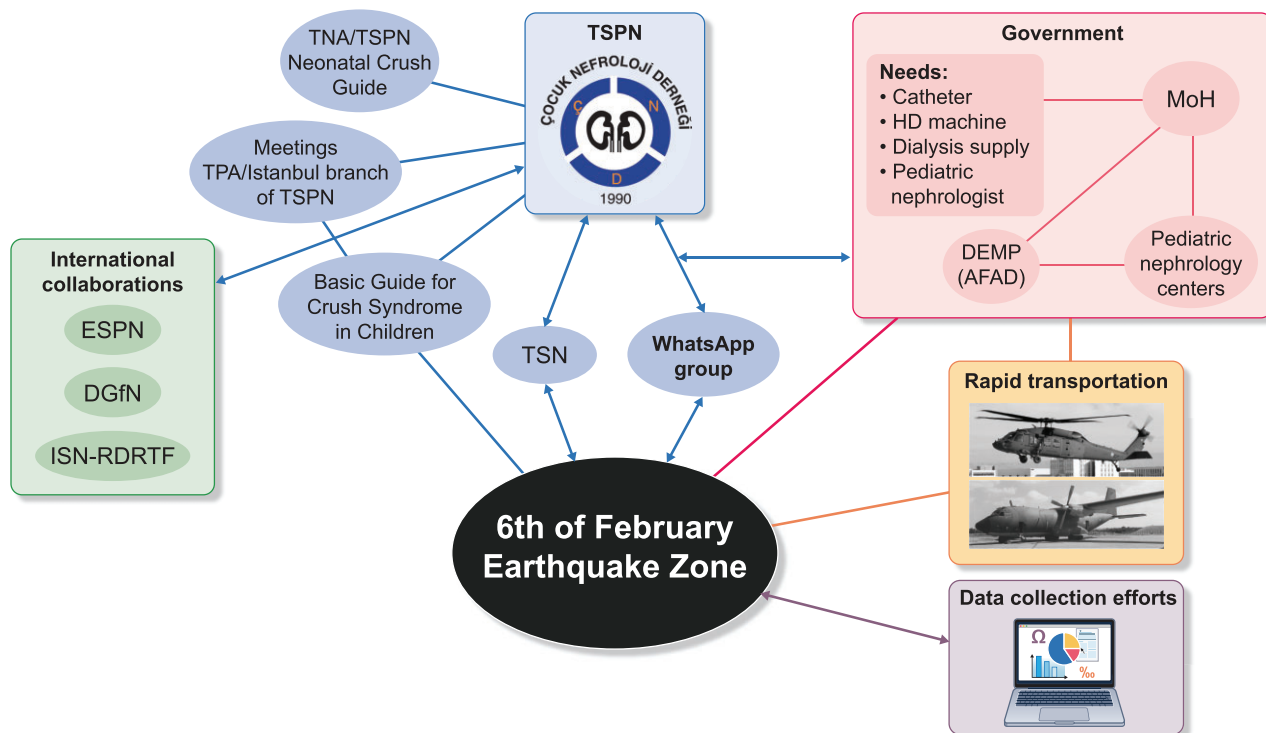 TNA/TSPN
Neonatal Crush
Guide
Meetings
TPA/Istanbul branch
of TSPN
Basic Guide for
Crush Syndrome
in Children
TSPN
ÇOCUK NEFROLOJİ DERNEĞİ
Ç
N
D
1990
TSN
WhatsApp
group
Government
Needs:
• Catheter
• HD machine
• Dialysis supply
• Pediatric
nephrologist
MoH
DEMP
(AFAD)
Pediatric
nephrology
centers
International
collaborations
ESPN
DGfN
ISN-RDRTF
Rapid transportation
6th of February
Earthquake Zone
Data collection efforts
Ω
‰